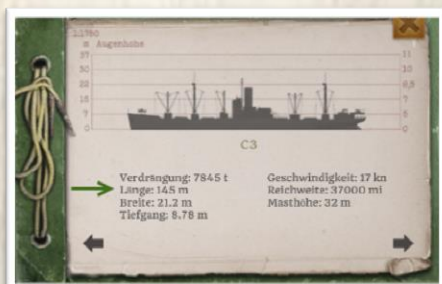 m Augenhöhe
C3
Verdrängung: 7845 t
Länge: 145 m
Breite: 21.2 m
Tiefgang: 8.78 m
Geschwindigkeit: 17 kn
Reichweite: 37000 mi
Masthöhe: 32 m